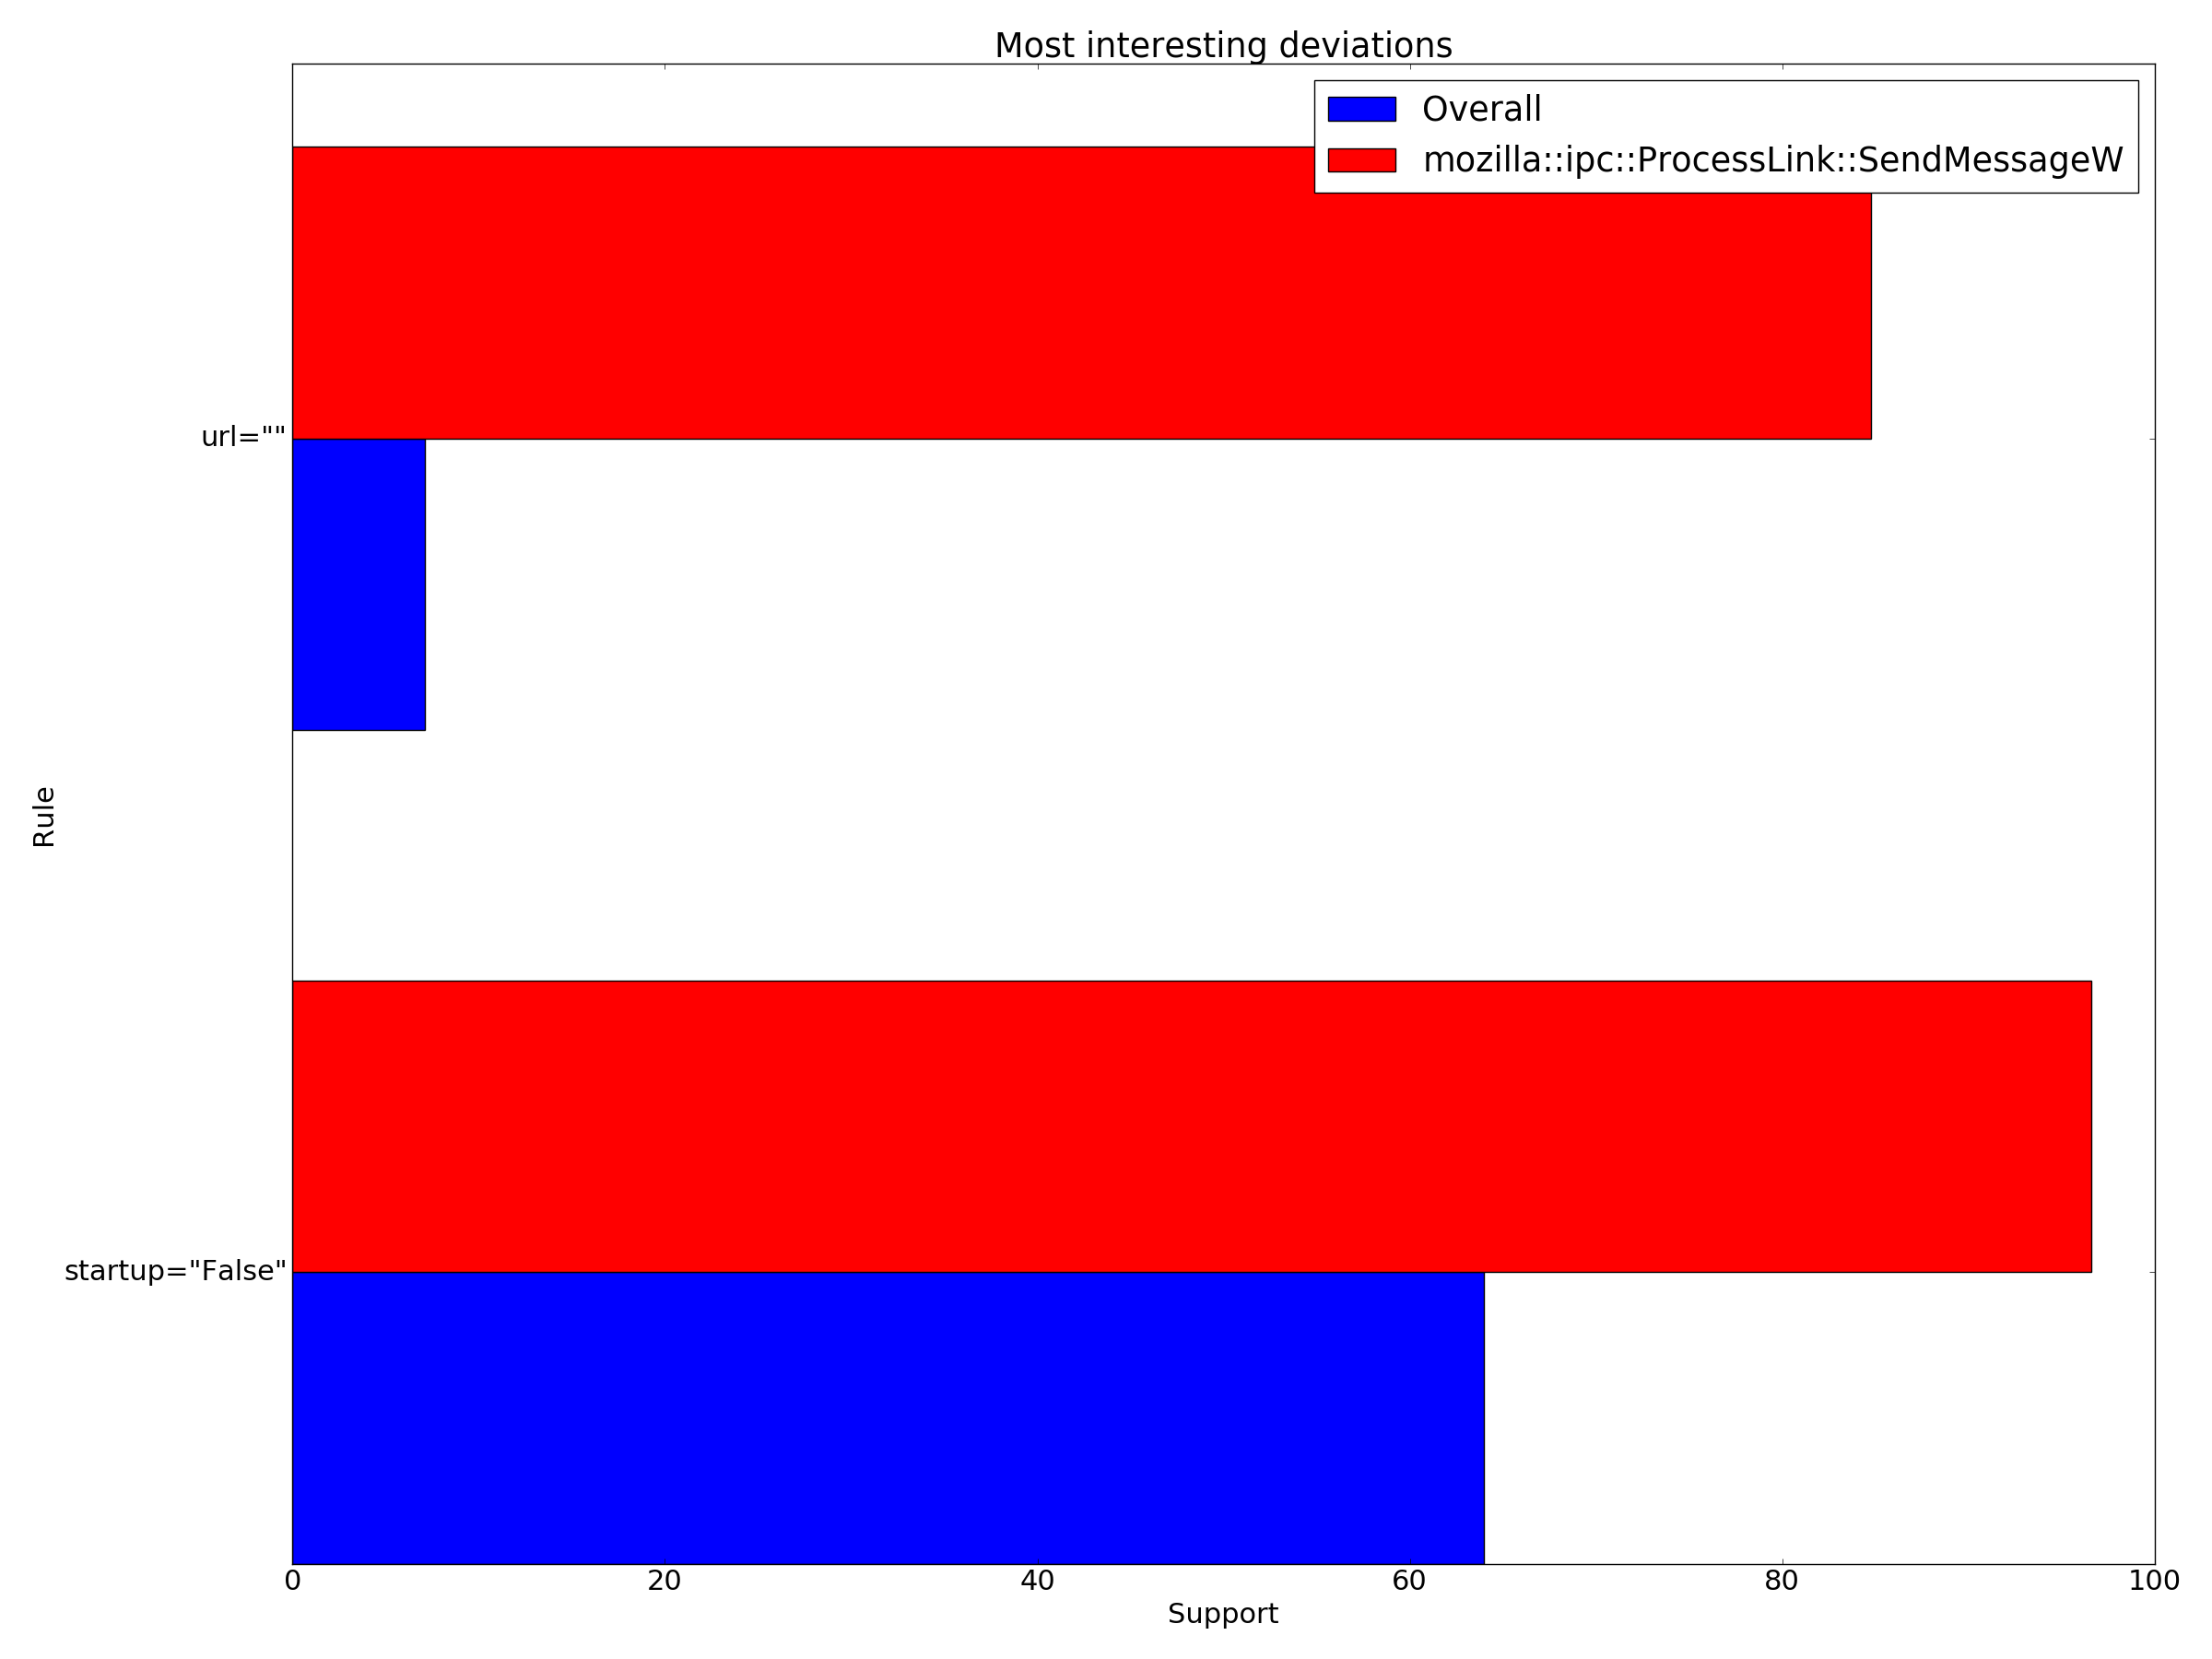 Most interesting deviations
Overall
mozilla::ipc::ProcessLink::SendMessageW
url=""
Rule
startup="False"
0 20 40 60 80 100
Support